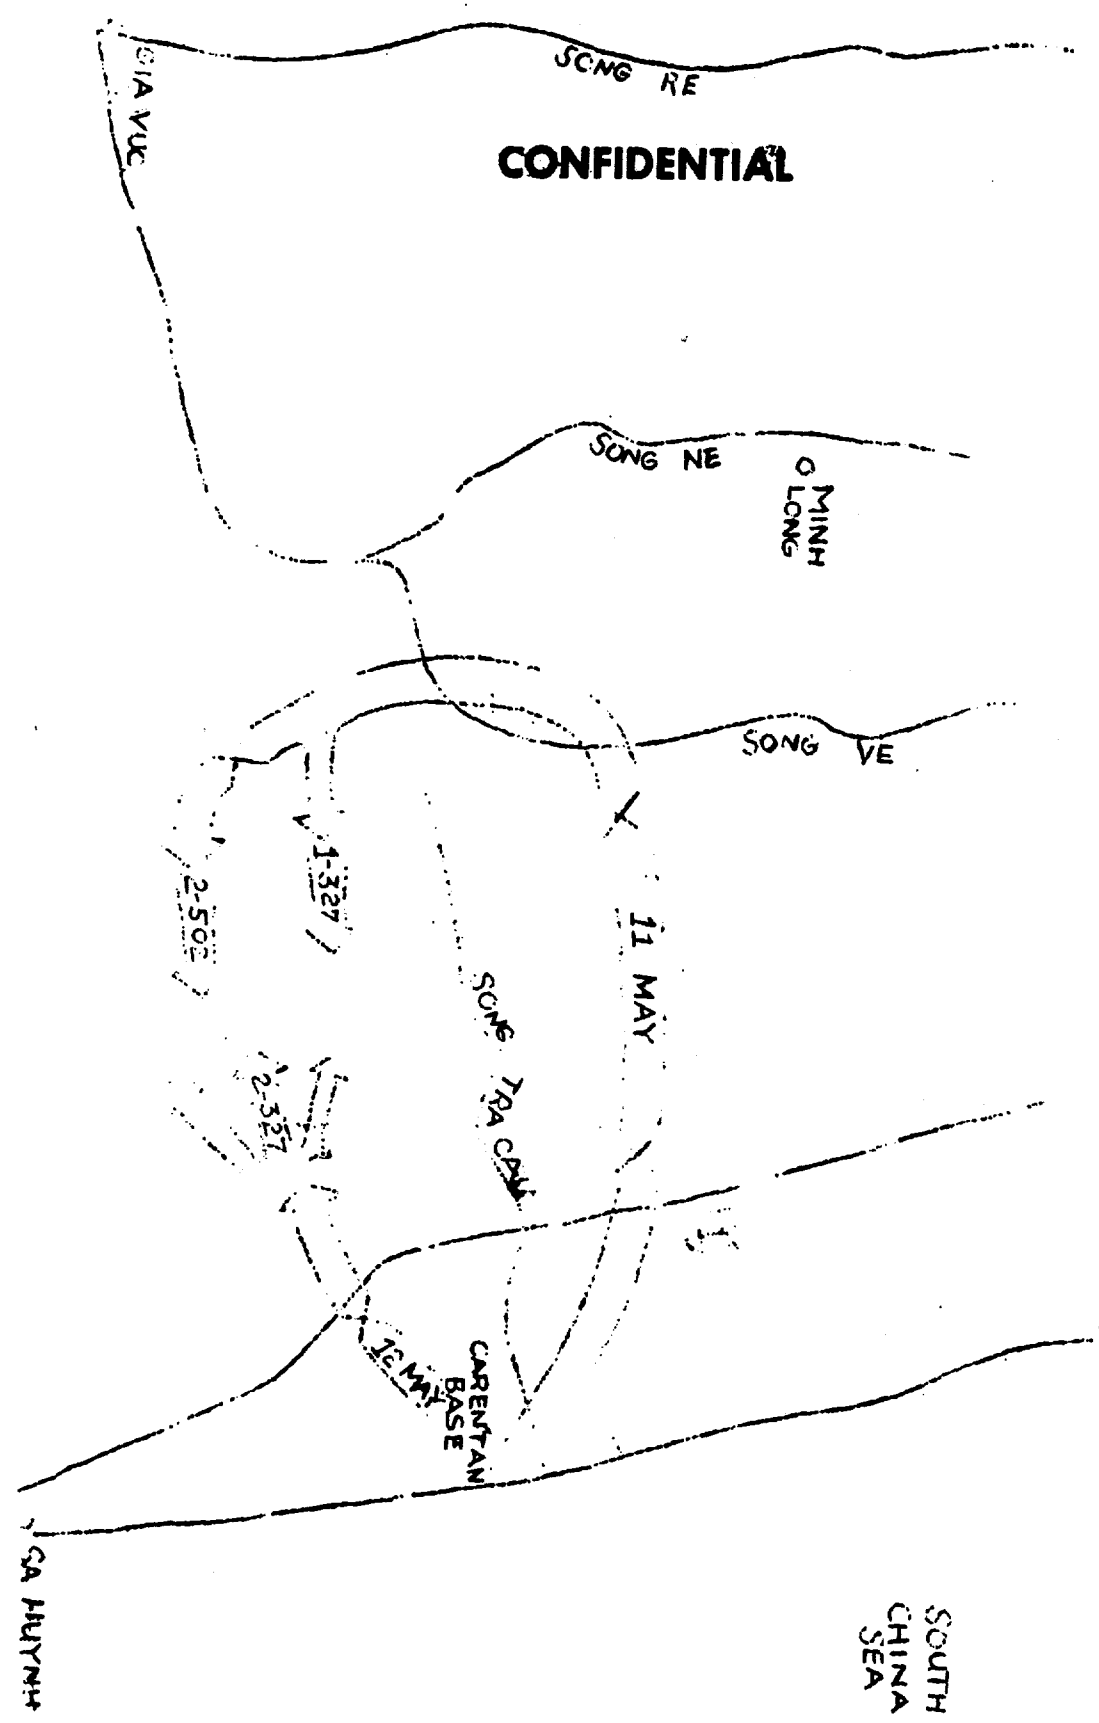 SONG RE
GIA VUC
CONFIDENTIAL
SONG NE
MINH
LONG
SONG VE
1-327
2-502
11 MAY
SONG TRA CAU
2-327
12 MAY
CARENTAN
BASE
SA HUYNH
SOUTH
CHINA
SEA